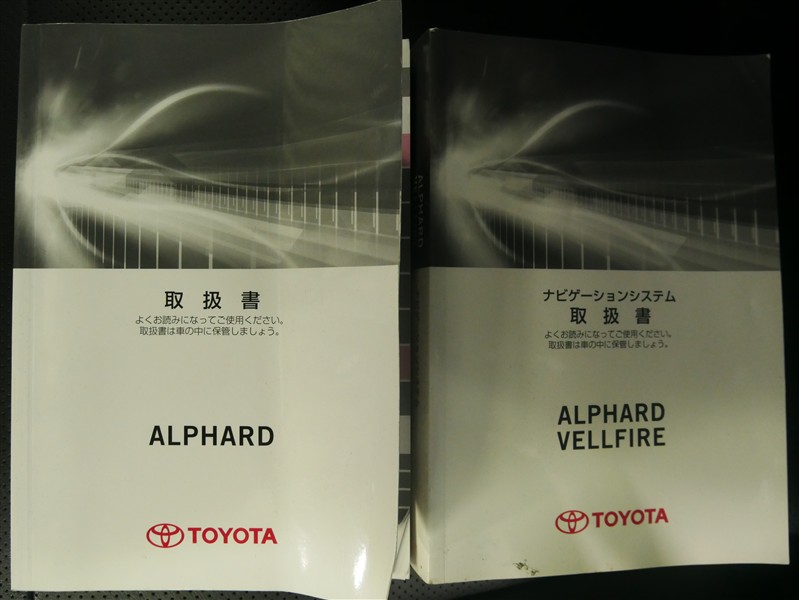 取扱書
よくお読みになってご使用ください。
取扱書は車の中に保管しましょう。
ALPHARD
TOYOTA
ALPHARD
ナビゲーションシステム
取扱書
よくお読みになってご使用ください。
取扱書は車の中に保管しましょう。
ALPHARD
VELLFIRE
TOYOTA